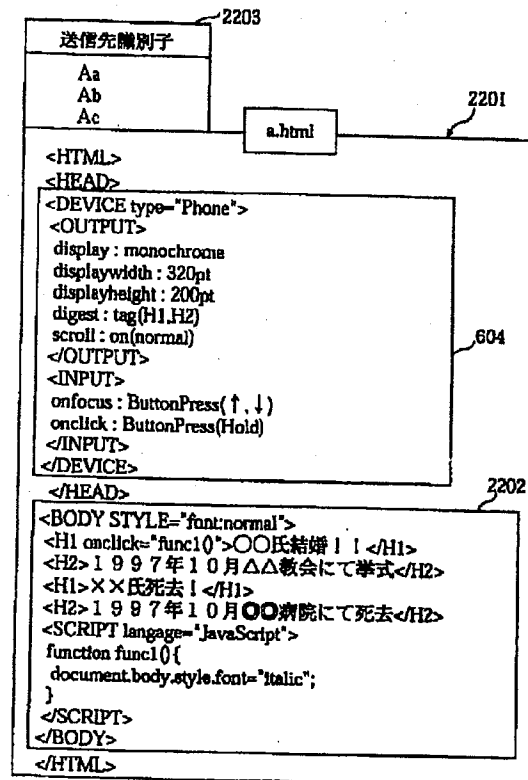 2203
送信先識別子
Aa
Ab
Ac
2201
a.html
<HTML>
<HEAD>
<DEVICE type="Phone">
<OUTPUT>
display : monochrome
displaywidth : 320pt
displayheight : 200pt
digest : tag(H1,H2)
scroll : on(normal)
</OUTPUT>
604
<INPUT>
onfocus : ButtonPress(↑,↓)
onclick : ButtonPress(Hold)
</INPUT>
</DEVICE>
</HEAD>
2202
<BODY STYLE="font:normal">
<H1 onclick="func1()">〇〇氏結婚！！</H1>
<H2>１９９７年１０月△△教会にて挙式</H2>
<H1>××氏死去！</H1>
<H2>１９９７年１０月〇〇病院にて死去</H2>
<SCRIPT langage="JavaScript">
function func1(){
document.body.style.font="italic";
}
</SCRIPT>
</BODY>
</HTML>